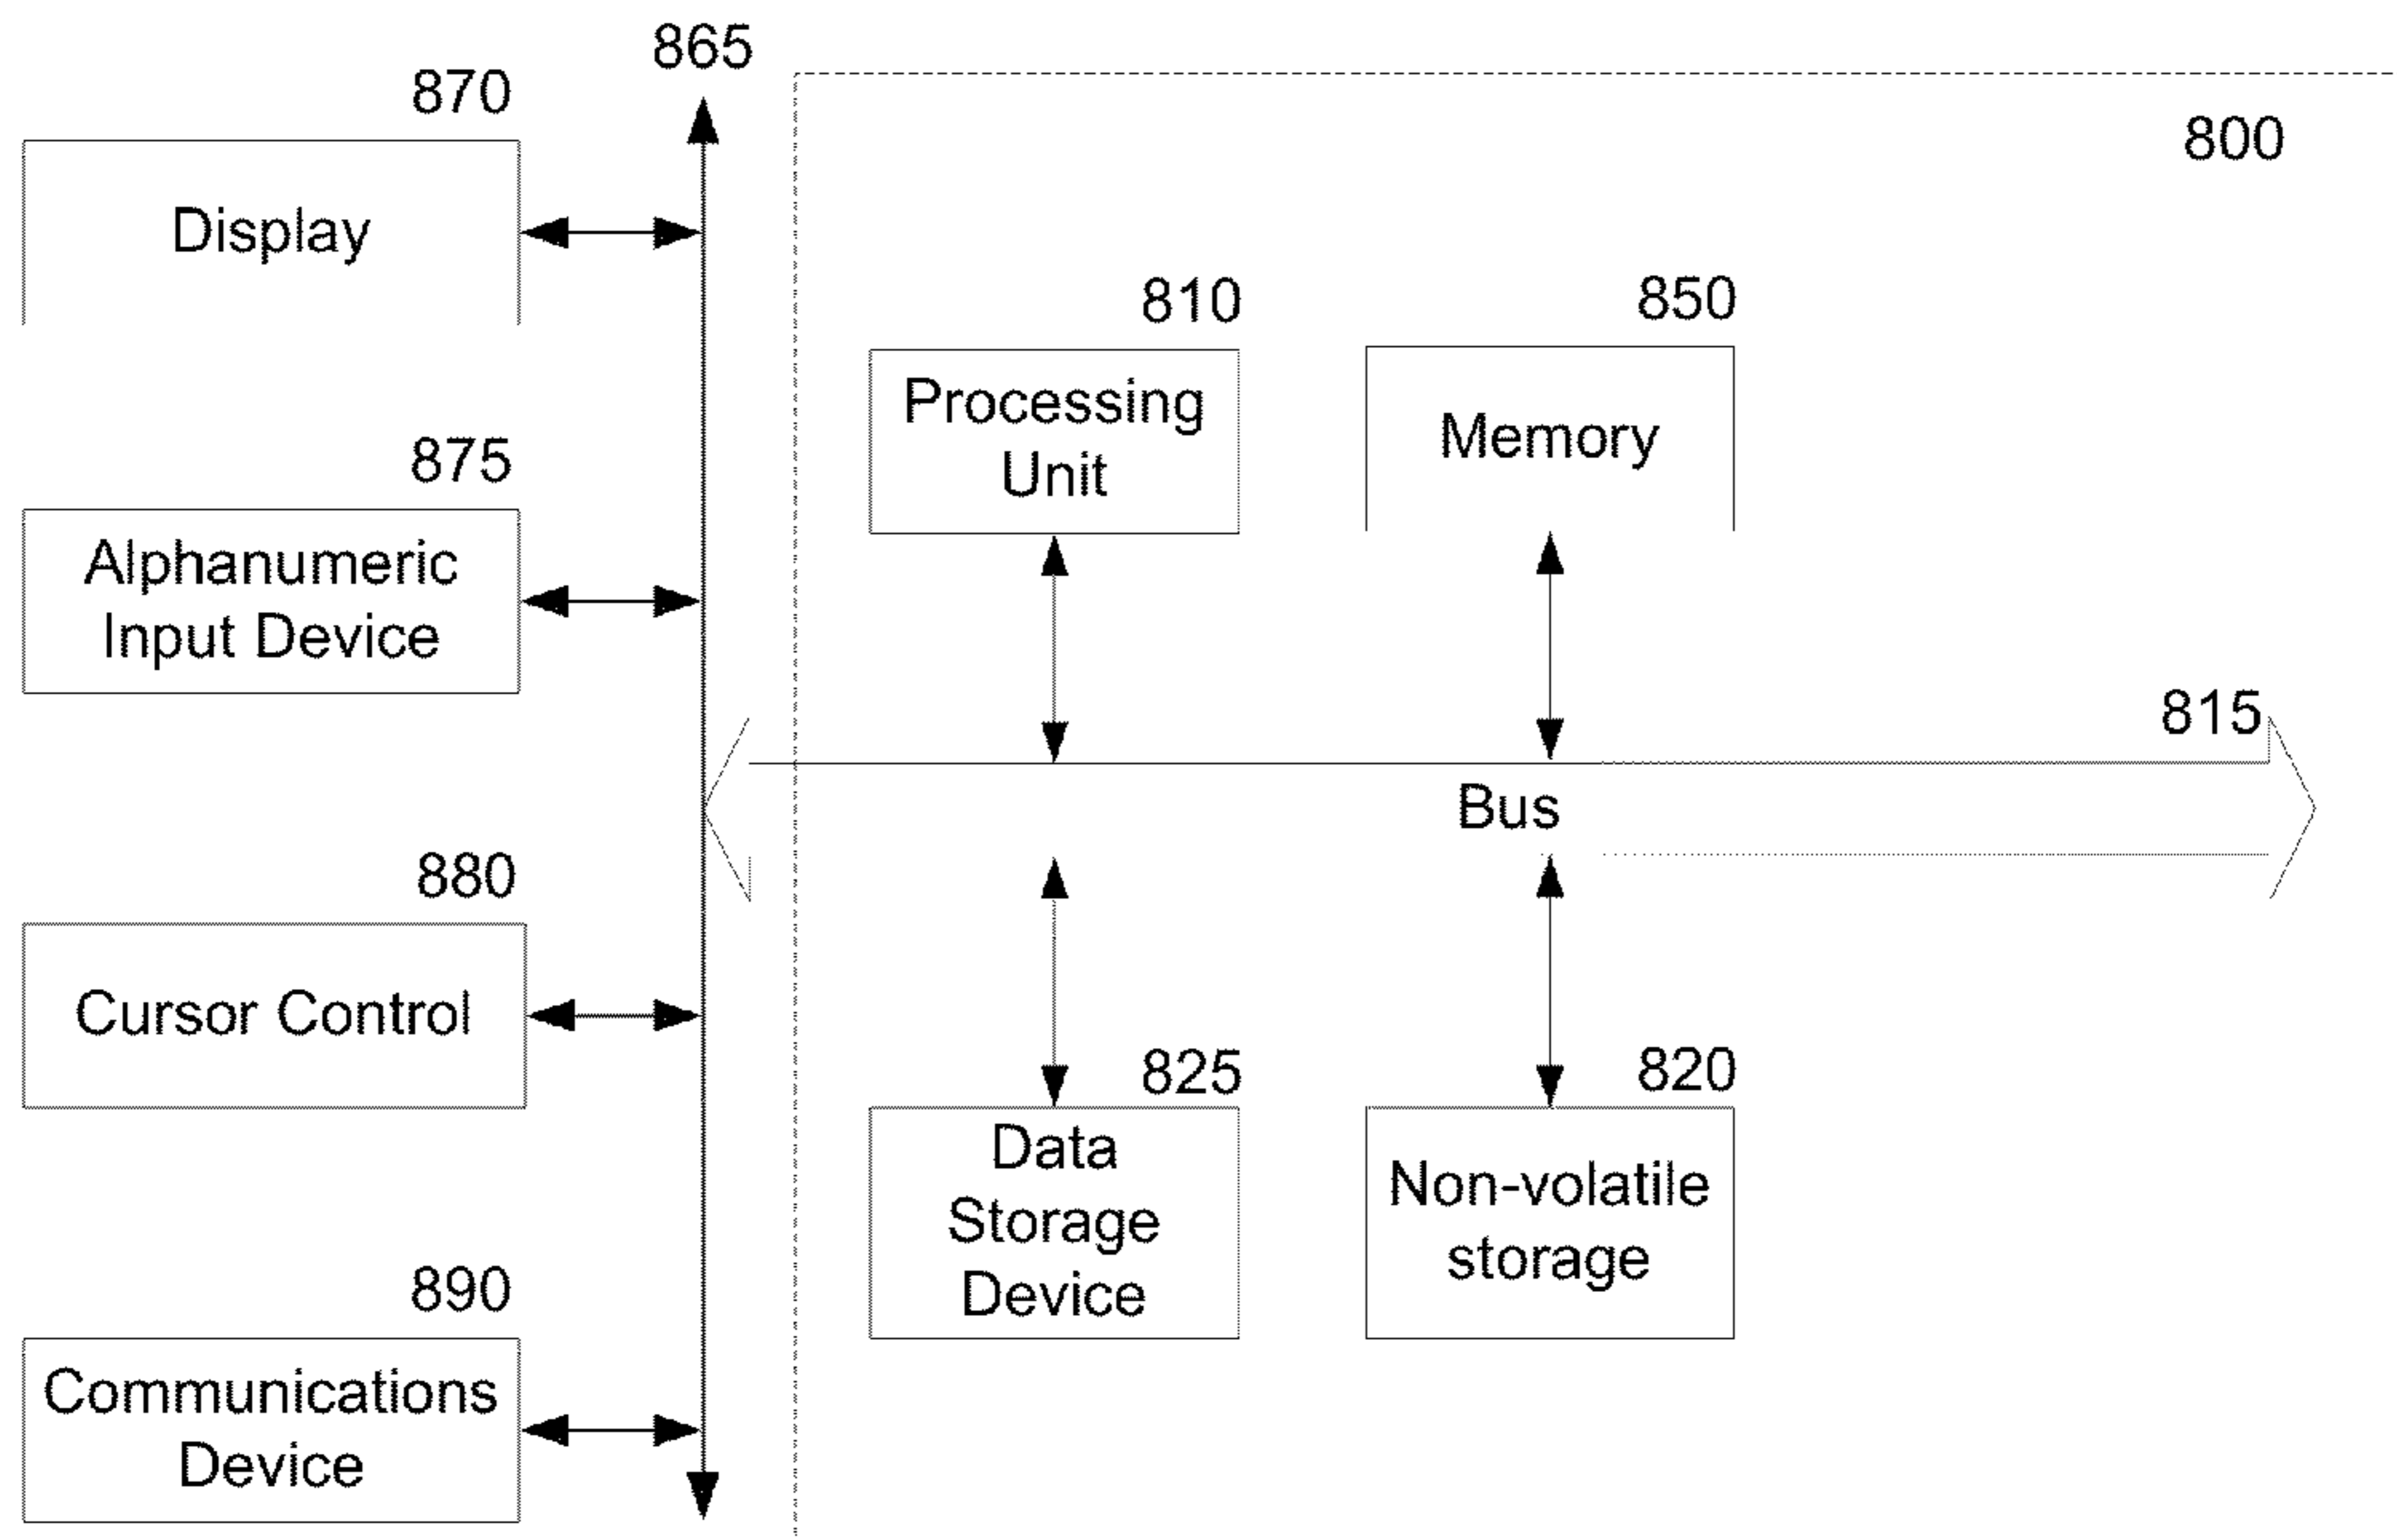 865
870
800
Display
810
850
Processing
Unit
Memory
875
Alphanumeric
Input Device
815
Bus
880
Cursor Control
825
820
Data
Storage
Device
Non-volatile
storage
890
Communications
Device